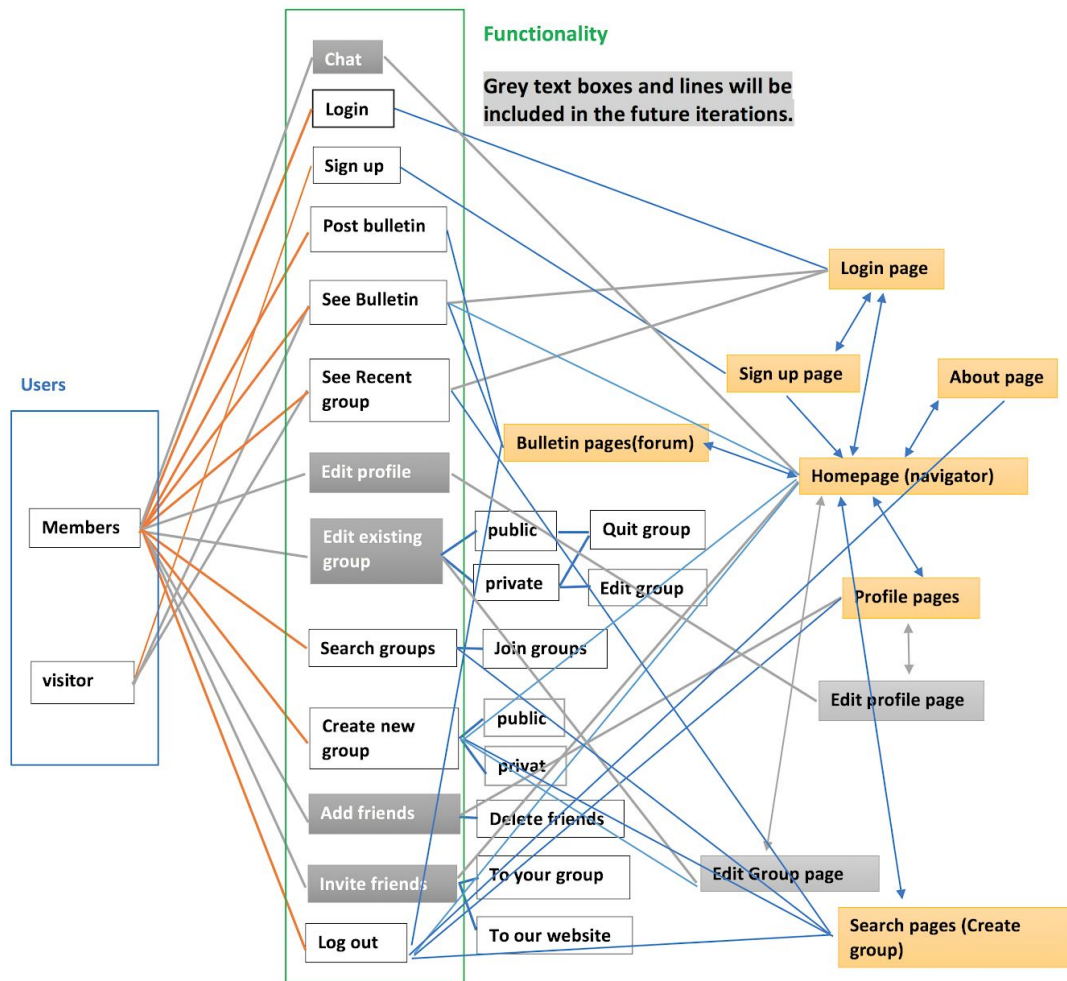 Functionality
Grey text boxes and lines will be
included in the future iterations.
Chat
Login
Sign up
Post bulletin
See Bulletin
See Recent
group
Edit profile
Edit existing
group
Search groups
Create new
group
Add friends
Invite friends
Log out
Users
Members
visitor
public
private
Quit group
Edit group
Join groups
public
privat
Delete friends
To your group
To our website
Login page
Sign up page
About page
Bulletin pages(forum)
Homepage (navigator)
Profile pages
Edit profile page
Edit Group page
Search pages (Create
group)